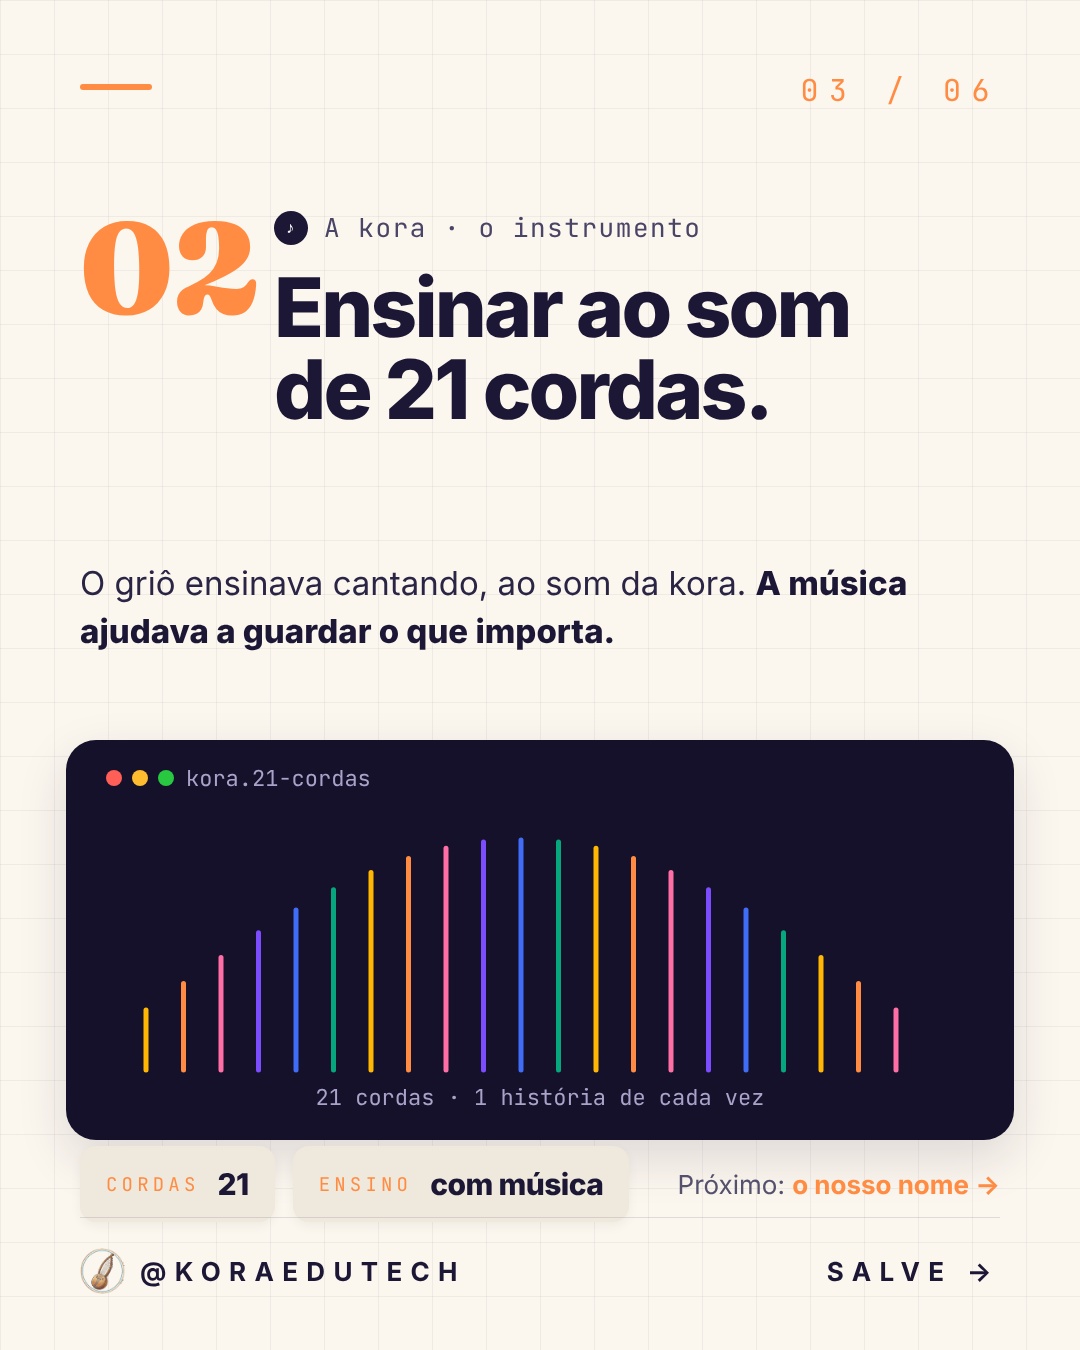 03 / 06
02
♪ A kora · o instrumento
Ensinar ao som
de 21 cordas.
O griô ensinava cantando, ao som da kora. A música
ajudava a guardar o que importa.
kora.21-cordas
21 cordas · 1 história de cada vez
CORDAS 21
ENSINO com música
Próximo: o nosso nome →
@KORAEDUTECH
SALVE →